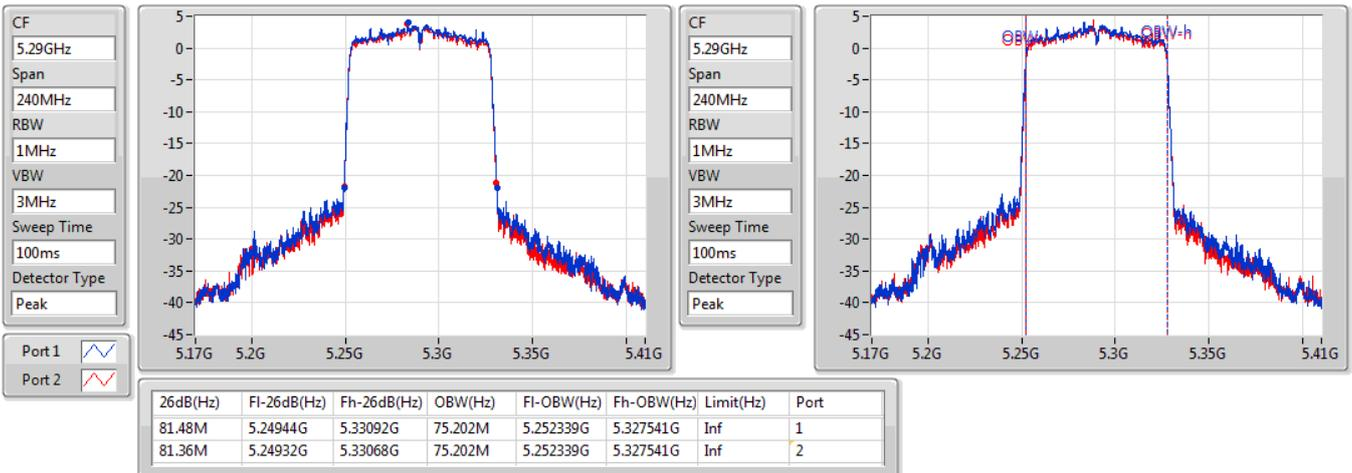 CF
5.29GHz
Span
240MHz
RBW
1MHz
VBW
3MHz
Sweep Time
100ms
Detector Type
Peak
Port 1
Port 2
5
0
-5
-10
-15
-20
-25
-30
-35
-40
-45
5.17G 5.2G 5.25G 5.3G 5.35G 5.41G
CF
5.29GHz
Span
240MHz
RBW
1MHz
VBW
3MHz
Sweep Time
100ms
Detector Type
Peak
5
0
-5
-10
-15
-20
-25
-30
-35
-40
-45
OBW-h
5.17G 5.2G 5.25G 5.3G 5.35G 5.41G
26dB(Hz) Fl-26dB(Hz) Fh-26dB(Hz) OBW(Hz) Fl-OBW(Hz) Fh-OBW(Hz) Limit(Hz) Port
81.48M 5.24944G 5.33092G 75.202M 5.252339G 5.327541G Inf 1
81.36M 5.24932G 5.33068G 75.202M 5.252339G 5.327541G Inf 2